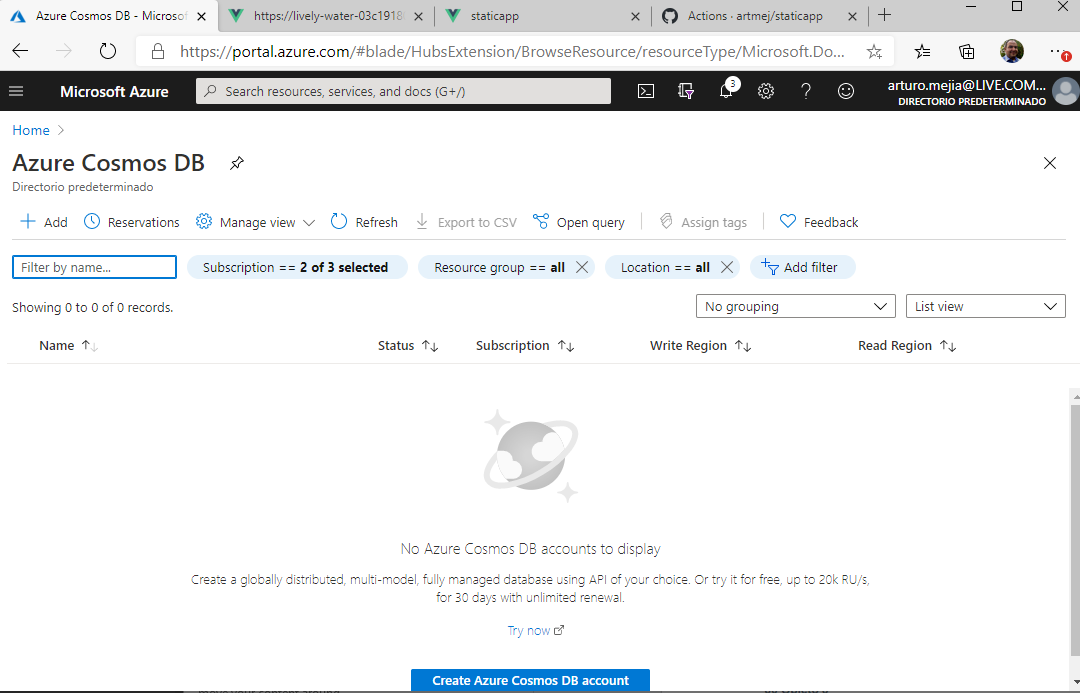 Azure Cosmos DB - Microsof
https://lively-water-03c1918
staticapp
Actions · artmej/staticapp
https://portal.azure.com/#blade/HubsExtension/BrowseResource/resourceType/Microsoft.Do...
Microsoft Azure
Search resources, services, and docs (G+/)
3
arturo.mejia@LIVE.COM...
DIRECTORIO PREDETERMINADO
Home
Azure Cosmos DB
Directorio predeterminado
Add
Reservations
Manage view
Refresh
Export to CSV
Open query
Assign tags
Feedback
Filter by name...
Subscription == 2 of 3 selected
Resource group == all
Location == all
Add filter
Showing 0 to 0 of 0 records.
No grouping
List view
Name
Status
Subscription
Write Region
Read Region
No Azure Cosmos DB accounts to display
Create a globally distributed, multi-model, fully managed database using API of your choice. Or try it for free, up to 20k RU/s,
for 30 days with unlimited renewal.
Try now
Create Azure Cosmos DB account